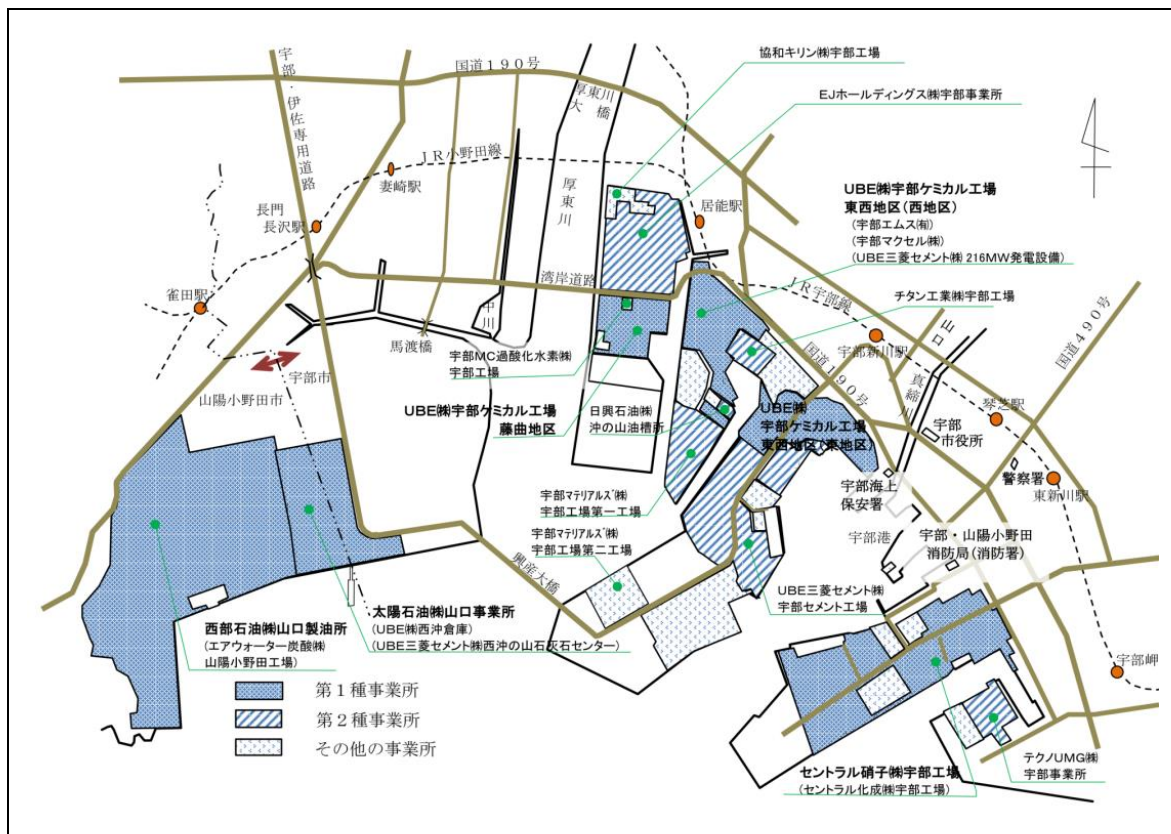 協和キリン㈱宇部工場
国道190号
宇部・伊佐専用道路
厚東川
大橋
EJホールディングス㈱宇部事業所
JR小野田線
妻崎駅
厚東川
居能駅
UBE㈱宇部ケミカル工場
東西地区(西地区)
(宇部エムス㈲)
(宇部マクセル㈱)
(UBE三菱セメント㈱ 216MW発電設備)
長門
長沢駅
湾岸道路
チタン工業㈱宇部工場
雀田駅
中川
馬渡橋
JR宇部線
山口
国道490号
宇部MC過酸化水素㈱
宇部工場
宇部新川駅
国道190号
真締川
宇部市
山陽小野田市
UBE㈱宇部ケミカル工場
藤曲地区
日興石油㈱
沖の山油槽所
UBE㈱
宇部ケミカル工場
東西地区(東地区)
琴芝駅
宇部
市役所
警察署
東新川駅
宇部海上
保安署
宇部マテリアルズ㈱
宇部工場第一工場
宇部港
宇部・山陽小野田
消防局(消防署)
宇部マテリアルズ㈱
宇部工場第二工場
興産大橋
UBE三菱セメント㈱
宇部セメント工場
太陽石油㈱山口事業所
(UBE㈱西沖倉庫)
(UBE三菱セメント㈱西沖の山石灰石センター)
西部石油㈱山口製油所
(エアウォーター炭酸㈱
山陽小野田工場)
宇部岬
第1種事業所
第2種事業所
その他の事業所
テクノUMG㈱
宇部事業所
セントラル硝子㈱宇部工場
(セントラル化成㈱宇部工場)